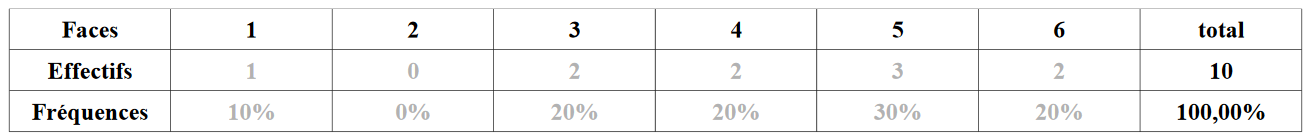 Faces 1 2 3 4 5 6 total
Effectifs 1 0 2 2 3 2 10
Fréquences 10% 0% 20% 20% 30% 20% 100,00%